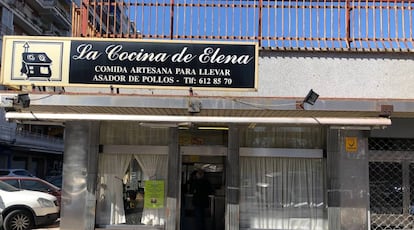 La Cocina de Elena
COMIDA ARTESANA PARA LLEVAR
ASADOR DE POLLOS - Tlf: 612 85 70